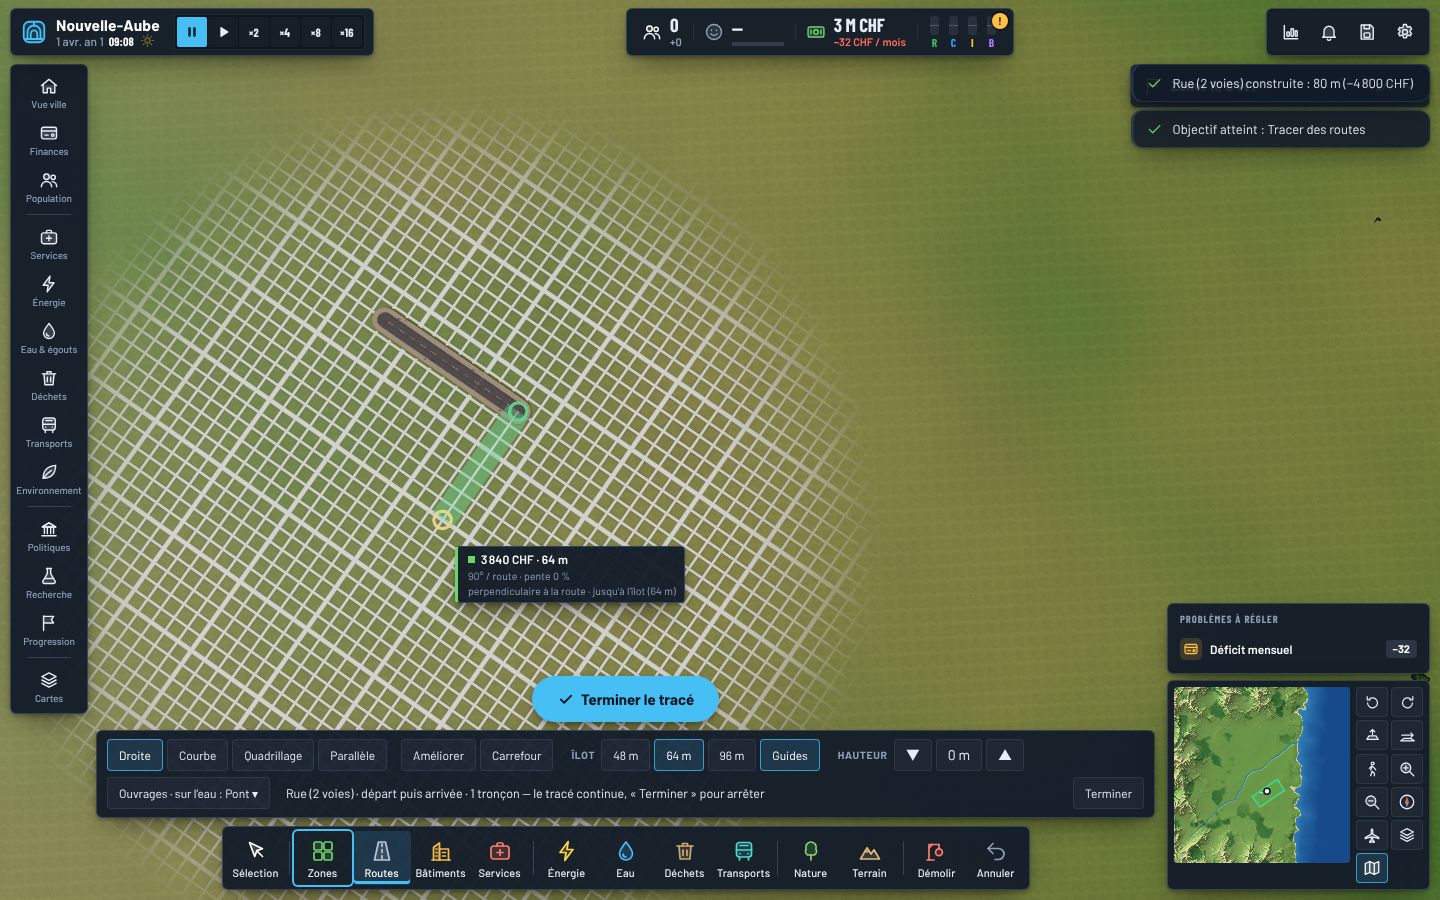 Nouvelle-Aube
1 avr. an 1 09:08
×2
×4
×8
×16
0
+0
–
3 M CHF
−32 CHF / mois
R C I B
!
Rue (2 voies) construite : 80 m (−4 800 CHF)
Objectif atteint : Tracer des routes
Vue ville
Finances
Population
Services
Énergie
Eau & égouts
Déchets
Transports
Environnement
Politiques
Recherche
Progression
Cartes
3 840 CHF · 64 m
90° / route · pente 0 %
perpendiculaire à la route · jusqu'à l'îlot (64 m)
PROBLÈMES À RÉGLER
Déficit mensuel
−32
Terminer le tracé
Droite
Courbe
Quadrillage
Parallèle
Améliorer
Carrefour
ÎLOT
48 m
64 m
96 m
Guides
HAUTEUR
▼
0 m
▲
Ouvrages · sur l'eau : Pont ▾
Rue (2 voies) · départ puis arrivée · 1 tronçon — le tracé continue, « Terminer » pour arrêter
Terminer
Sélection
Zones
Routes
Bâtiments
Services
Énergie
Eau
Déchets
Transports
Nature
Terrain
Démolir
Annuler